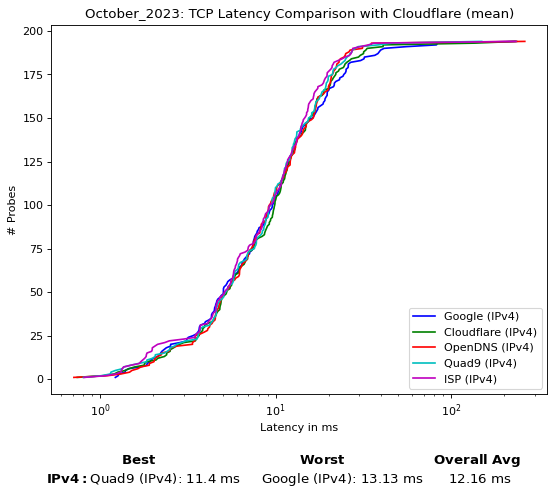 October_2023: TCP Latency Comparison with Cloudflare (mean)
200
175
150
125
100
75
50
25
0
# Probes
Google (IPv4)
Cloudflare (IPv4)
OpenDNS (IPv4)
Quad9 (IPv4)
ISP (IPv4)
10⁰ 10¹ 10²
Latency in ms
Best Worst Overall Avg
IPv4: Quad9 (IPv4): 11.4 ms Google (IPv4): 13.13 ms 12.16 ms